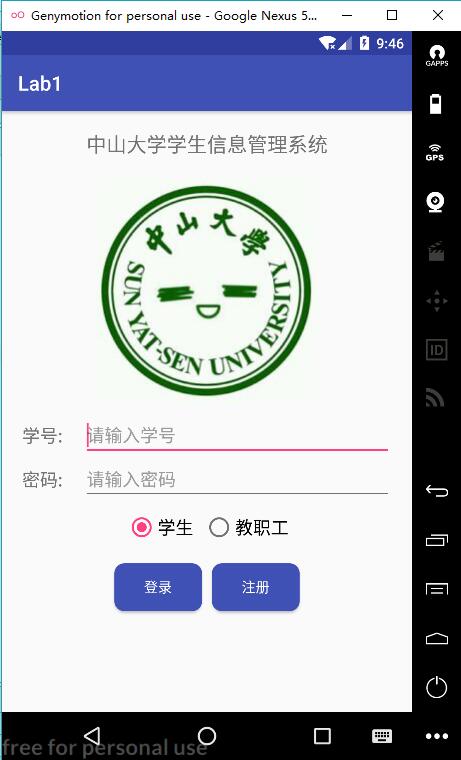 Genymotion for personal use - Google Nexus 5...
9:46
GAPPS
Lab1
中山大学学生信息管理系统
GPS
中山大學
SUN YAT-SEN UNIVERSITY
ID
学号: 请输入学号
密码: 请输入密码
学生 教职工
登录 注册
free for personal use